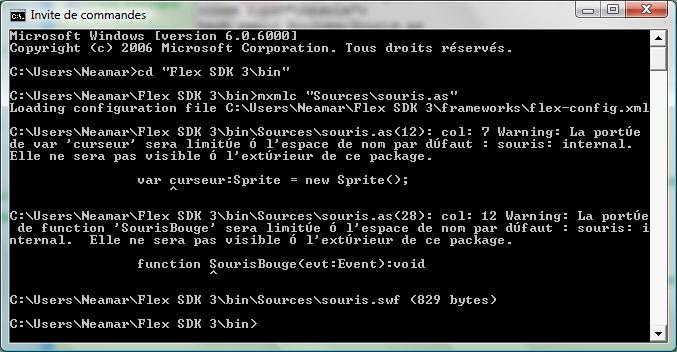 Invite de commandes
Microsoft Windows [version 6.0.6000]
Copyright (c) 2006 Microsoft Corporation. Tous droits réservés.
C:\Users\Neamar>cd "Flex SDK 3\bin"
C:\Users\Neamar\Flex SDK 3\bin>mxmlc "Sources\souris.as"
Loading configuration file C:\Users\Neamar\Flex SDK 3\frameworks\flex-config.xml
C:\Users\Neamar\Flex SDK 3\bin\Sources\souris.as(12): col: 7 Warning: La portÚe
de var 'curseur' sera limitÚe Ó l'espace de nom par dÚfaut : souris: internal.
Elle ne sera pas visible Ó l'extÚrieur de ce package.
var curseur:Sprite = new Sprite();
^
C:\Users\Neamar\Flex SDK 3\bin\Sources\souris.as(28): col: 12 Warning: La portÚe
de function 'SourisBouge' sera limitÚe Ó l'espace de nom par dÚfaut : souris: i
nternal.  Elle ne sera pas visible Ó l'extÚrieur de ce package.
function SourisBouge(evt:Event):void
^
C:\Users\Neamar\Flex SDK 3\bin\Sources\souris.swf (829 bytes)
C:\Users\Neamar\Flex SDK 3\bin>